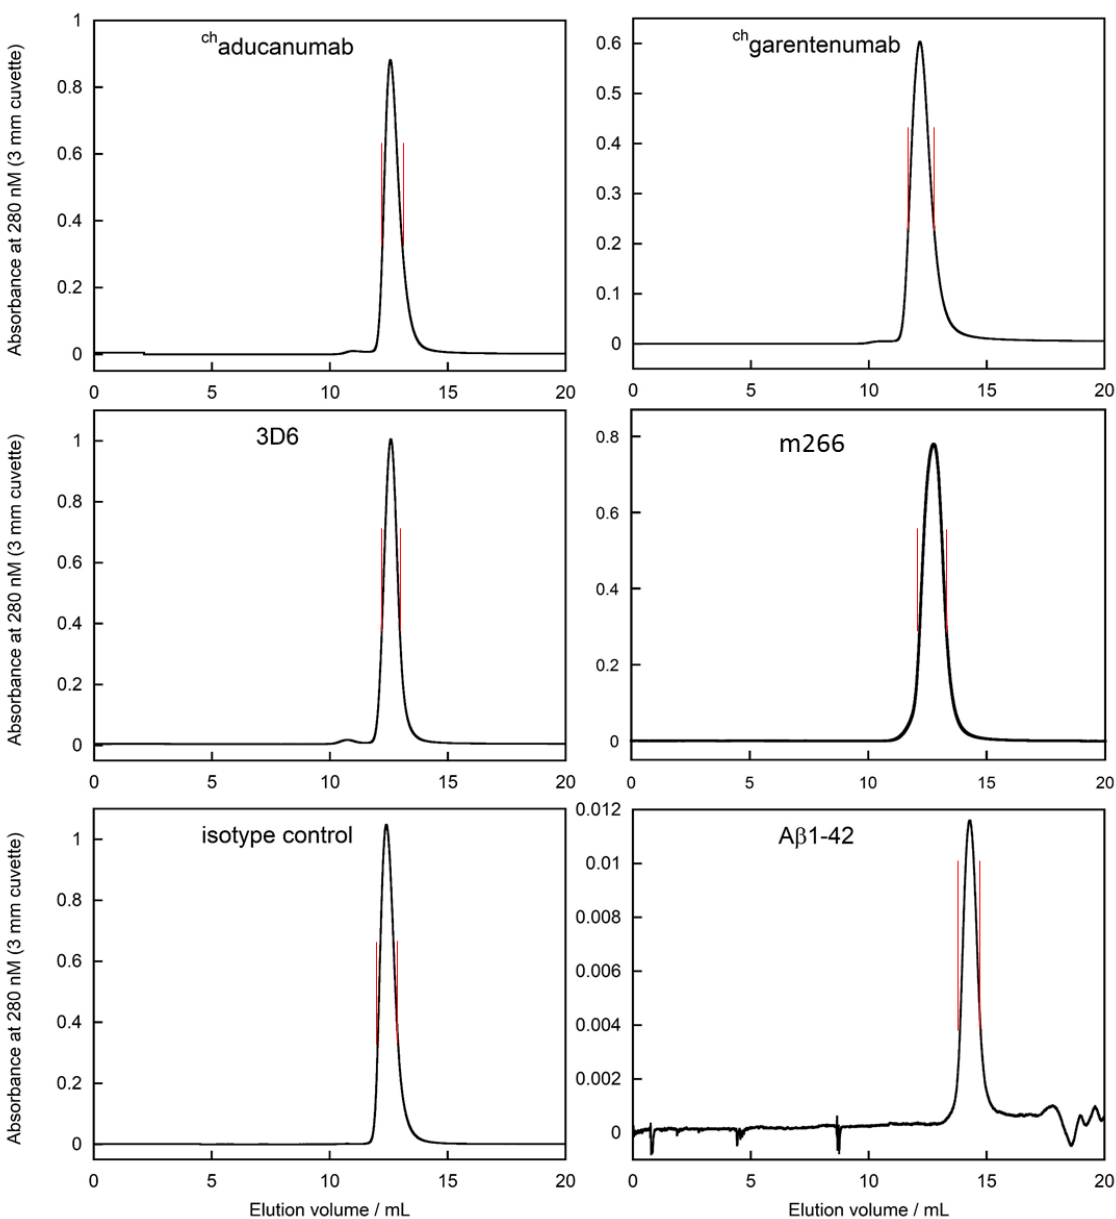 chaducanumab
Absorbance at 280 nM (3 mm cuvette)
1
0.8
0.6
0.4
0.2
0
0 5 10 15 20
chgarentenumab
0.6
0.5
0.4
0.3
0.2
0.1
0
0 5 10 15 20
3D6
Absorbance at 280 nM (3 mm cuvette)
1
0.8
0.6
0.4
0.2
0
0 5 10 15 20
m266
0.8
0.6
0.4
0.2
0
0 5 10 15 20
isotype control
Absorbance at 280 nM (3 mm cuvette)
1
0.8
0.6
0.4
0.2
0
0 5 10 15 20
Elution volume / mL
Aβ1-42
0.012
0.01
0.008
0.006
0.004
0.002
0
0 5 10 15 20
Elution volume / mL